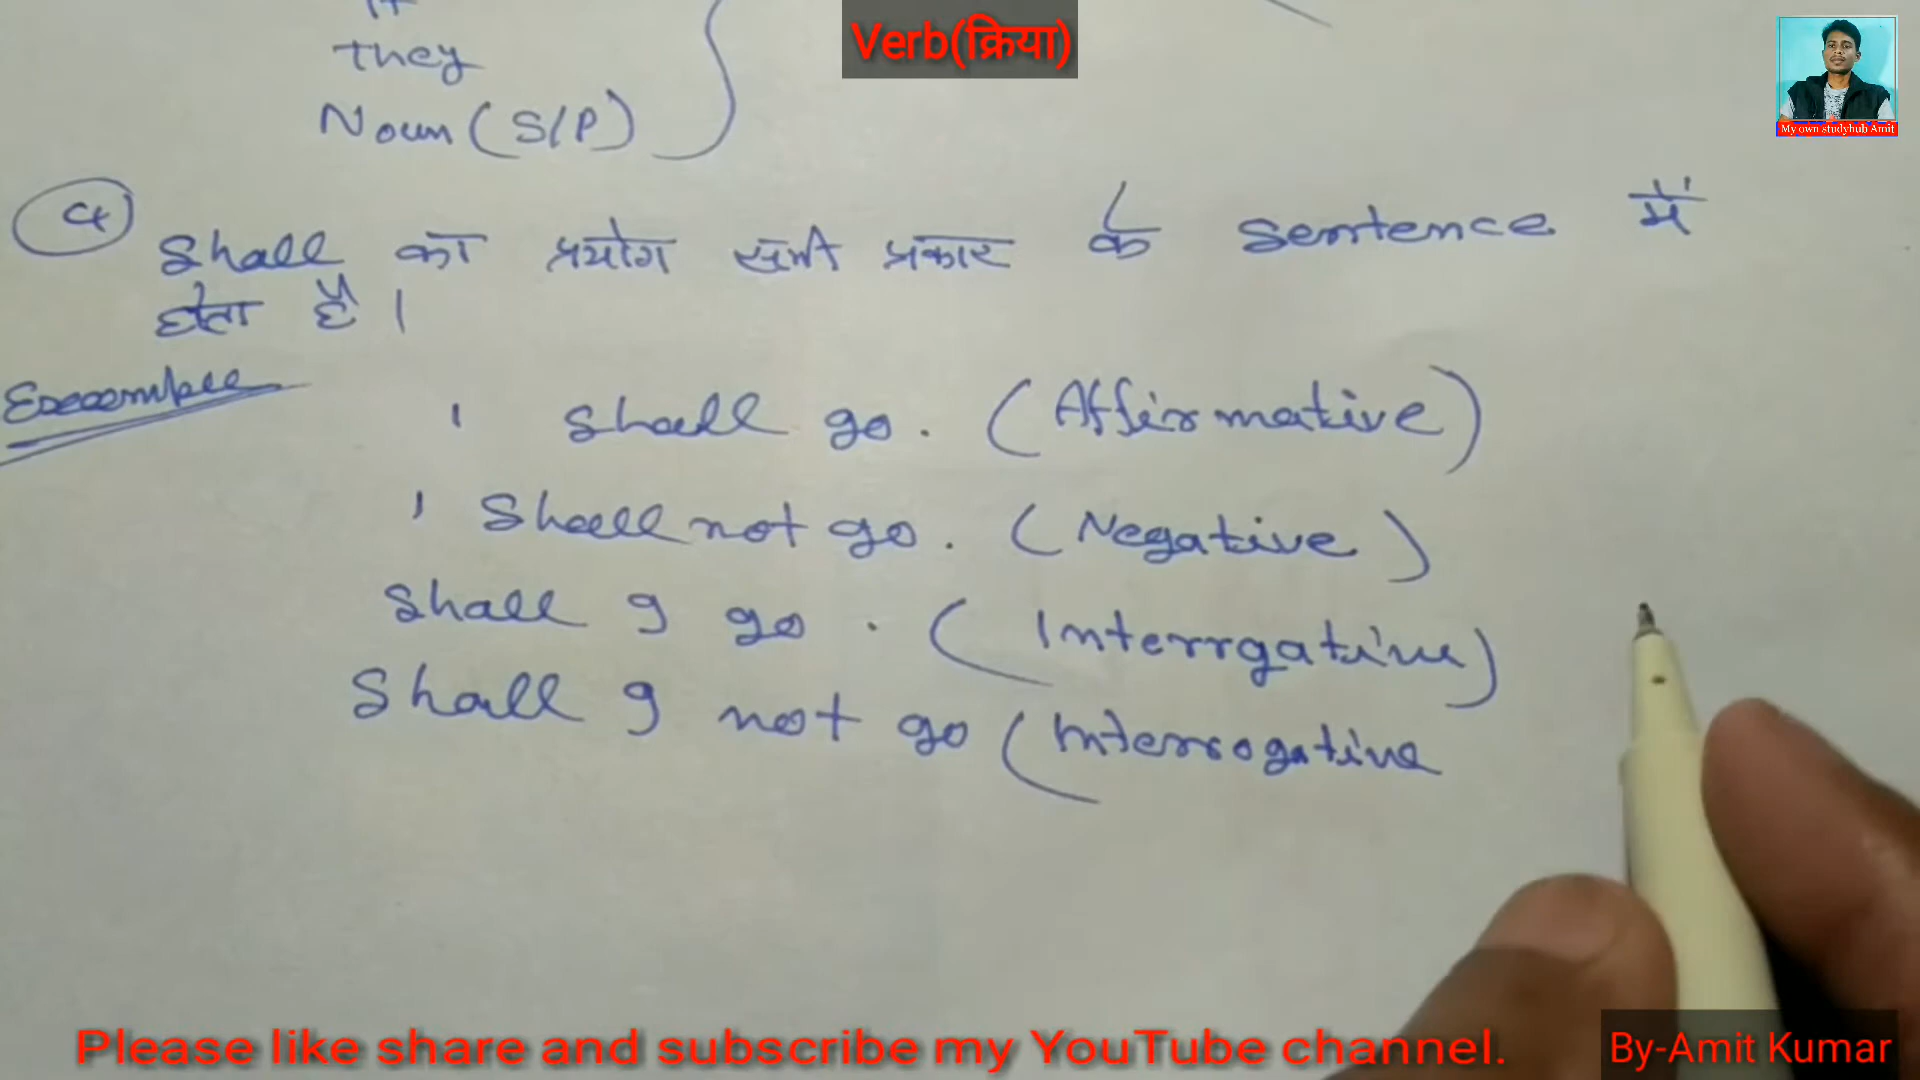 Verb(क्रिया)
My own studyhub Amit
It
they
Noun (S/P)
4
Shall का प्रयोग सभी प्रकार के sentence में
होता है ।
Example
I shall go. (Affirmative)
I shall not go. (Negative)
Shall I go . (Interrgative)
Shall I not go (Interrogative
Please like share and subscribe my YouTube channel.
By-Amit Kumar